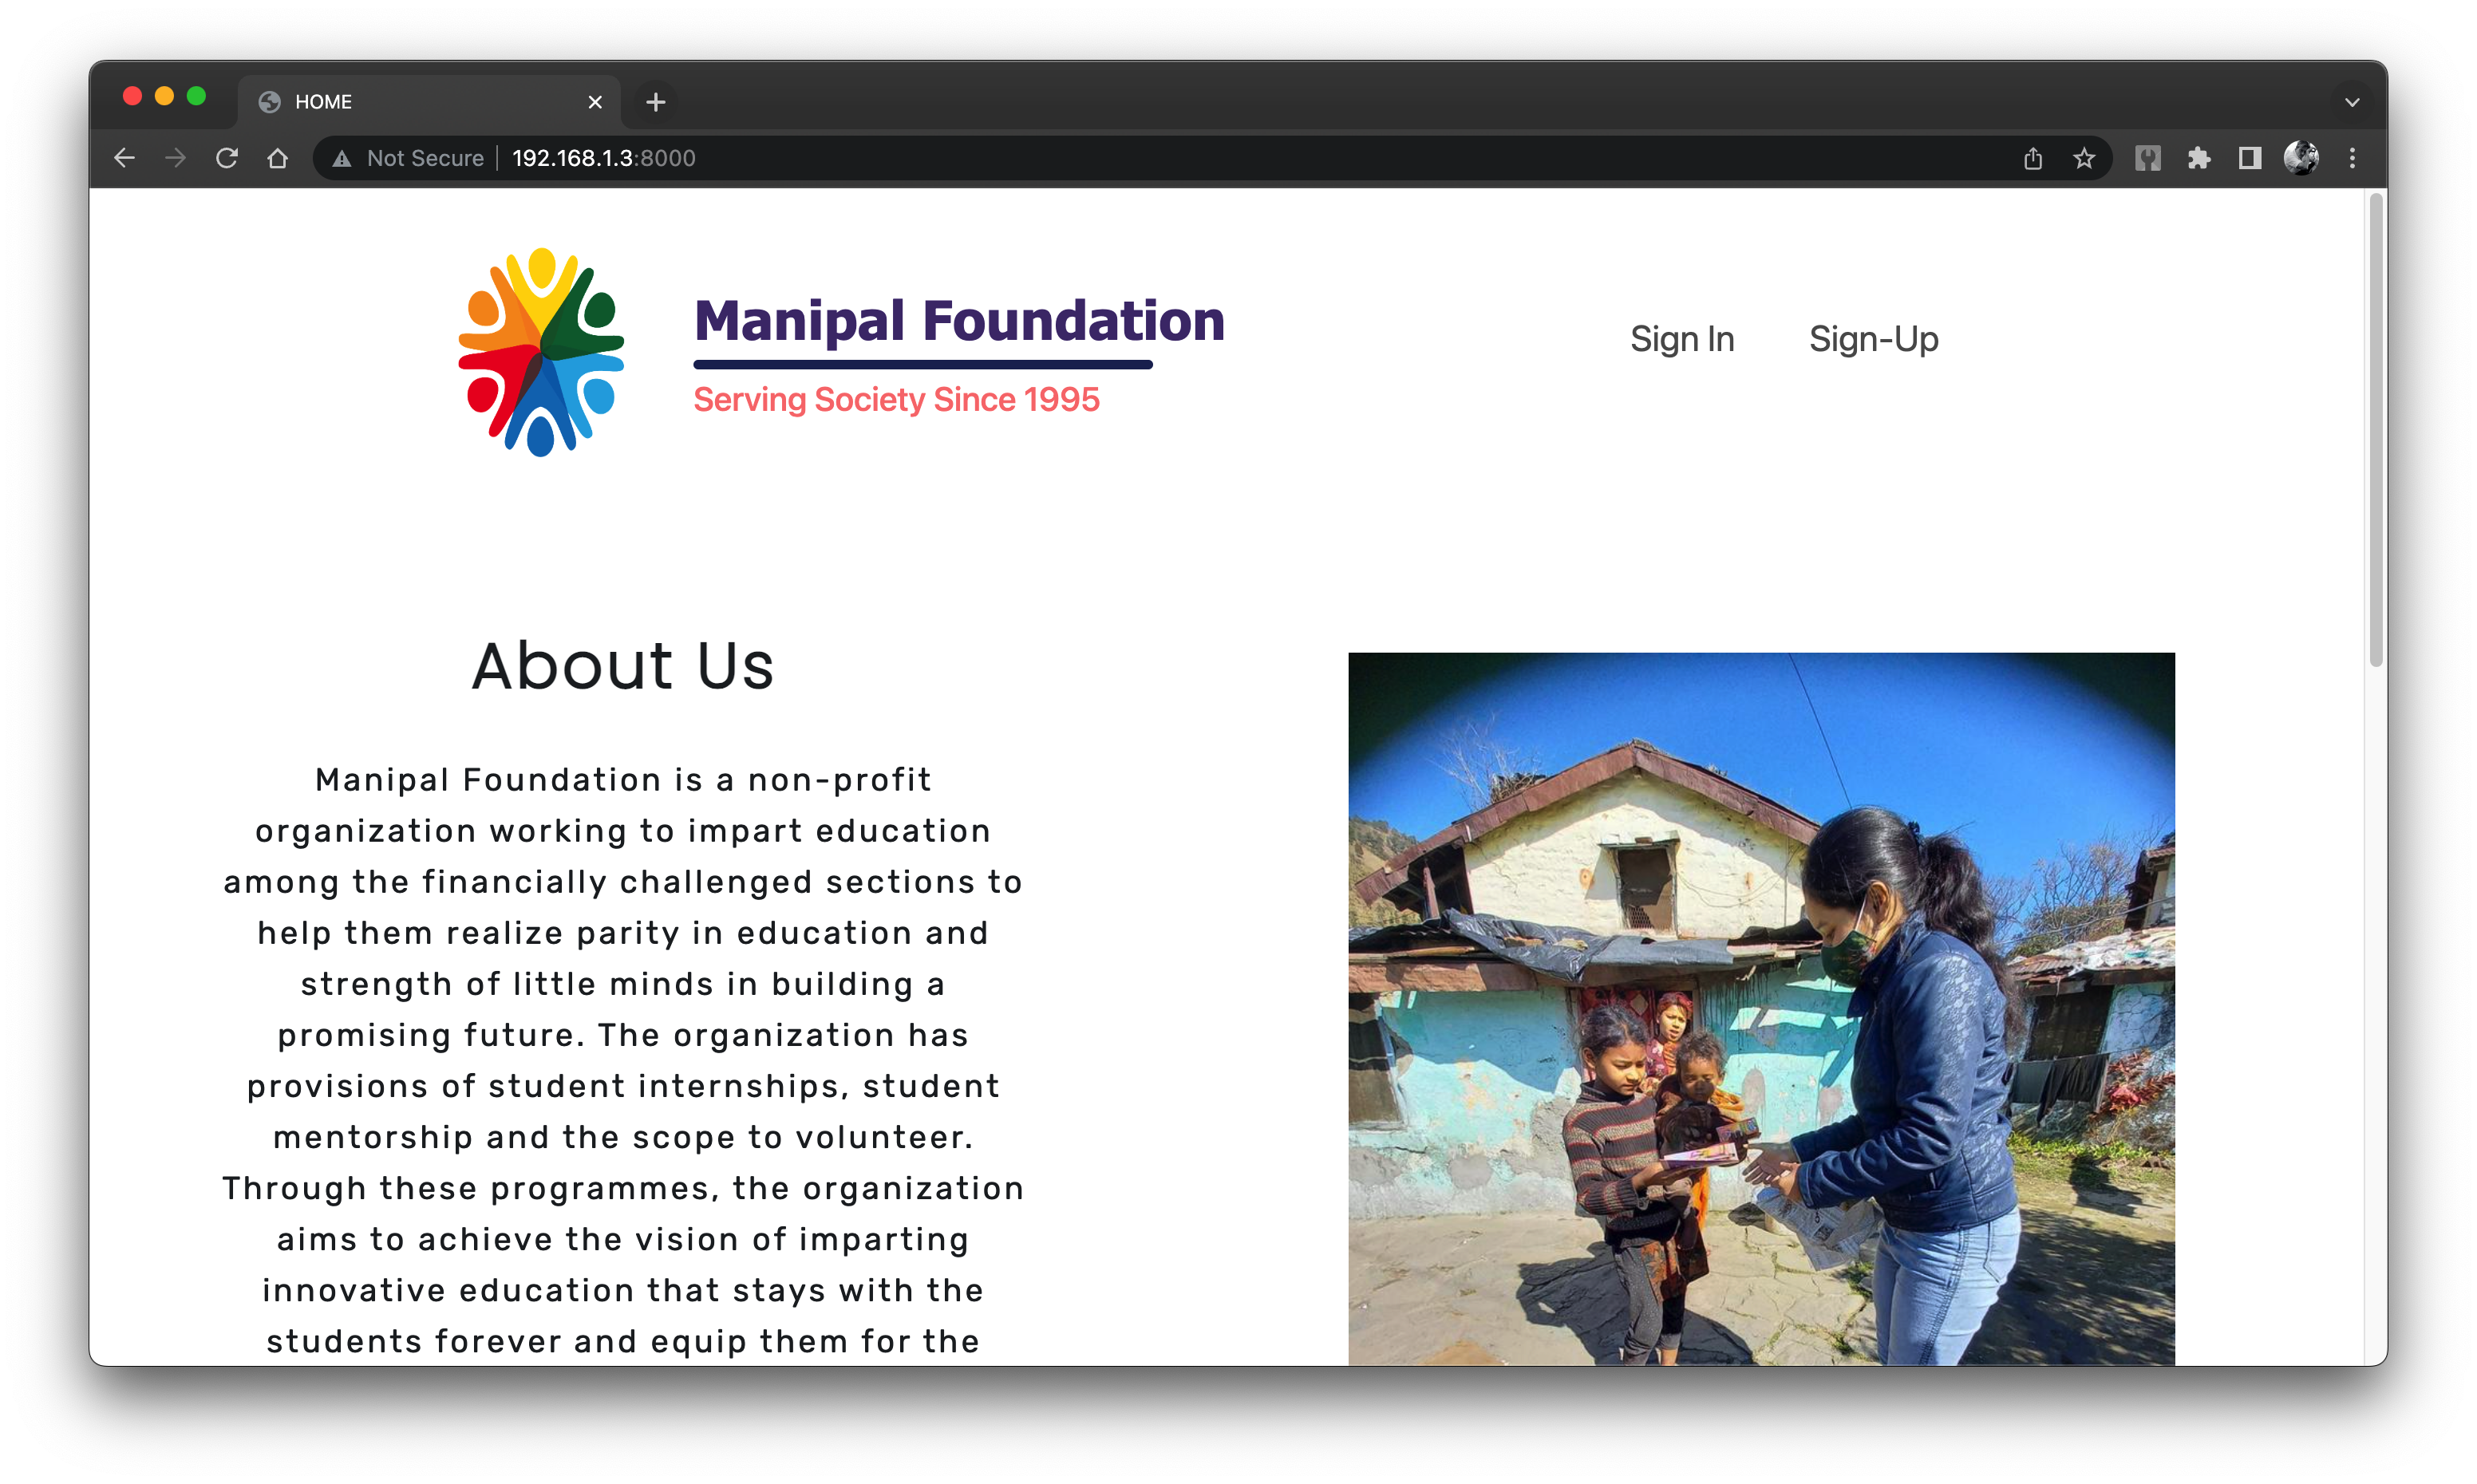 HOME
Not Secure 192.168.1.3:8000
Manipal Foundation
Serving Society Since 1995
Sign In
Sign-Up
About Us
Manipal Foundation is a non-profit
organization working to impart education
among the financially challenged sections to
help them realize parity in education and
strength of little minds in building a
promising future. The organization has
provisions of student internships, student
mentorship and the scope to volunteer.
Through these programmes, the organization
aims to achieve the vision of imparting
innovative education that stays with the
students forever and equip them for the